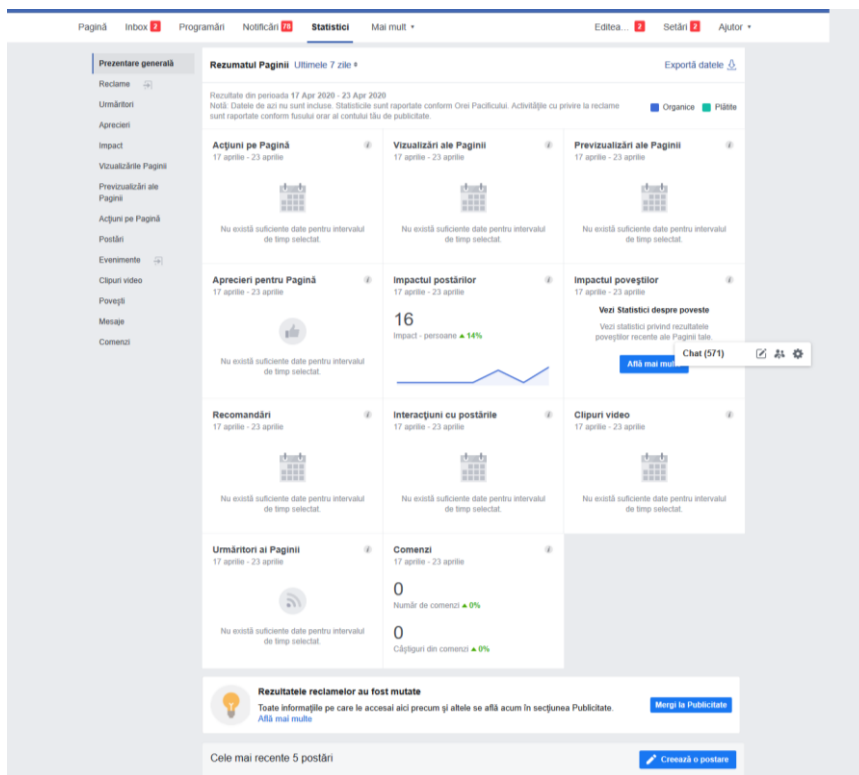 Pagină Inbox 2 Programări Notificări 78 Statistici Mai mult Editea... 2 Setări 2 Ajutor
Prezentare generală
Reclame
Urmăritori
Aprecieri
Impact
Vizualizările Paginii
Previzualizări ale
Paginii
Acţiuni pe Pagină
Postări
Evenimente
Clipuri video
Poveşti
Mesaje
Comenzi
Rezumatul Paginii Ultimele 7 zile
Exportă datele
Rezultate din perioada 17 Apr 2020 - 23 Apr 2020
Notă: Datele de azi nu sunt incluse. Statisticile sunt raportate conform Orei Pacificului. Activităţile cu privire la reclame
sunt raportate conform fusului orar al contului tău de publicitate.
Organice Plătite
Acţiuni pe Pagină
17 aprilie - 23 aprilie
Nu există suficiente date pentru intervalul
de timp selectat.
Vizualizări ale Paginii
17 aprilie - 23 aprilie
Nu există suficiente date pentru intervalul
de timp selectat.
Previzualizări ale Paginii
17 aprilie - 23 aprilie
Nu există suficiente date pentru intervalul
de timp selectat.
Aprecieri pentru Pagină
17 aprilie - 23 aprilie
Nu există suficiente date pentru intervalul
de timp selectat.
Impactul postărilor
17 aprilie - 23 aprilie
16
Impact - persoane 14%
Impactul poveştilor
17 aprilie - 23 aprilie
Vezi Statistici despre poveste
Vezi statistici privind rezultatele
poveştilor recente ale Paginii tale.
Află mai multe
Chat (571)
Recomandări
17 aprilie - 23 aprilie
Nu există suficiente date pentru intervalul
de timp selectat.
Interacţiuni cu postările
17 aprilie - 23 aprilie
Nu există suficiente date pentru intervalul
de timp selectat.
Clipuri video
17 aprilie - 23 aprilie
Nu există suficiente date pentru intervalul
de timp selectat.
Urmăritori ai Paginii
17 aprilie - 23 aprilie
Nu există suficiente date pentru intervalul
de timp selectat.
Comenzi
17 aprilie - 23 aprilie
0
Număr de comenzi 0%
0
Câştiguri din comenzi 0%
Rezultatele reclamelor au fost mutate
Toate informaţiile pe care le accesai aici precum şi altele se află acum în secţiunea Publicitate.
Află mai multe
Mergi la Publicitate
Cele mai recente 5 postări
Creează o postare